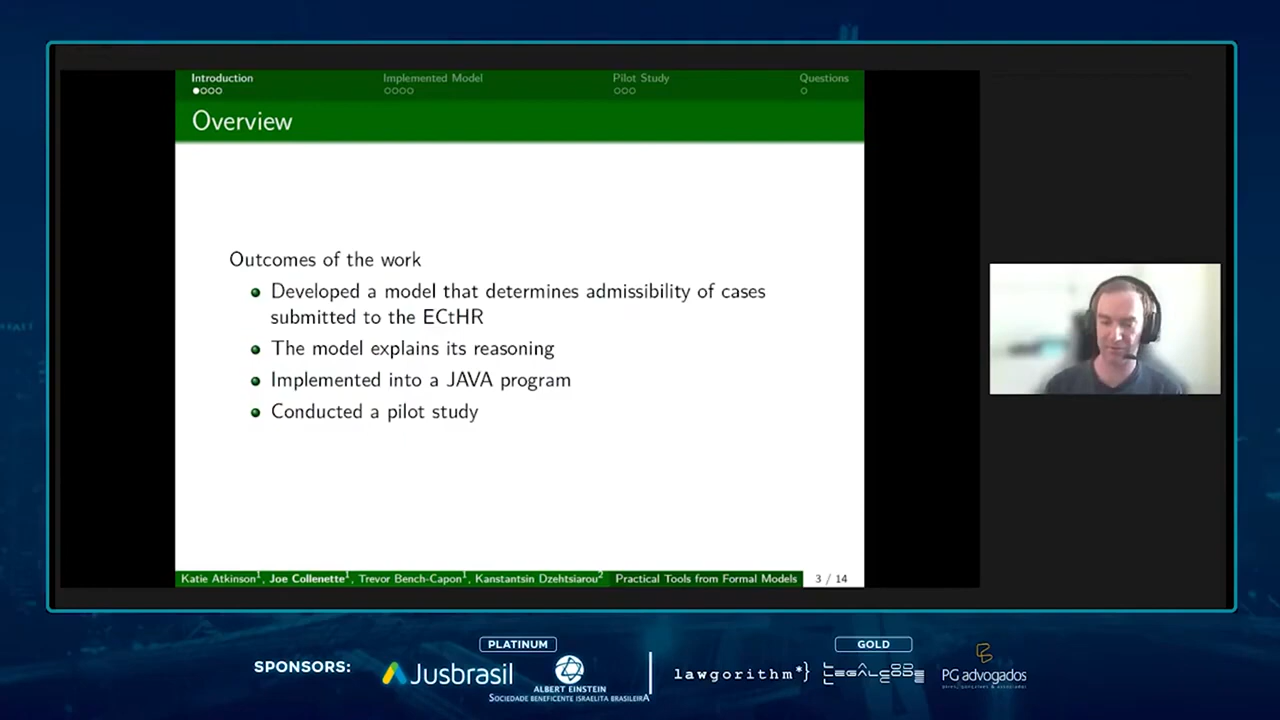 Introduction
Implemented Model
Pilot Study
Questions
Overview
Outcomes of the work
Developed a model that determines admissibility of cases
submitted to the ECtHR
The model explains its reasoning
Implemented into a JAVA program
Conducted a pilot study
Katie Atkinson¹, Joe Collenette¹, Trevor Bench-Capon¹, Kanstantsin Dzehtsiarou² Practical Tools from Formal Models 3 / 14
SPONSORS:
PLATINUM
Jusbrasil
ALBERT EINSTEIN
SOCIEDADE BENEFICENTE ISRAELITA BRASILEIRA
GOLD
lawgorithm*}
LEGALCODE
PG advogados